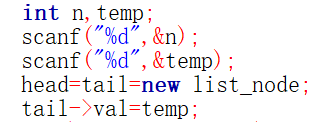 int n,temp;
scanf("%d",&n);
scanf("%d",&temp);
head=tail=new list_node;
tail->val=temp;